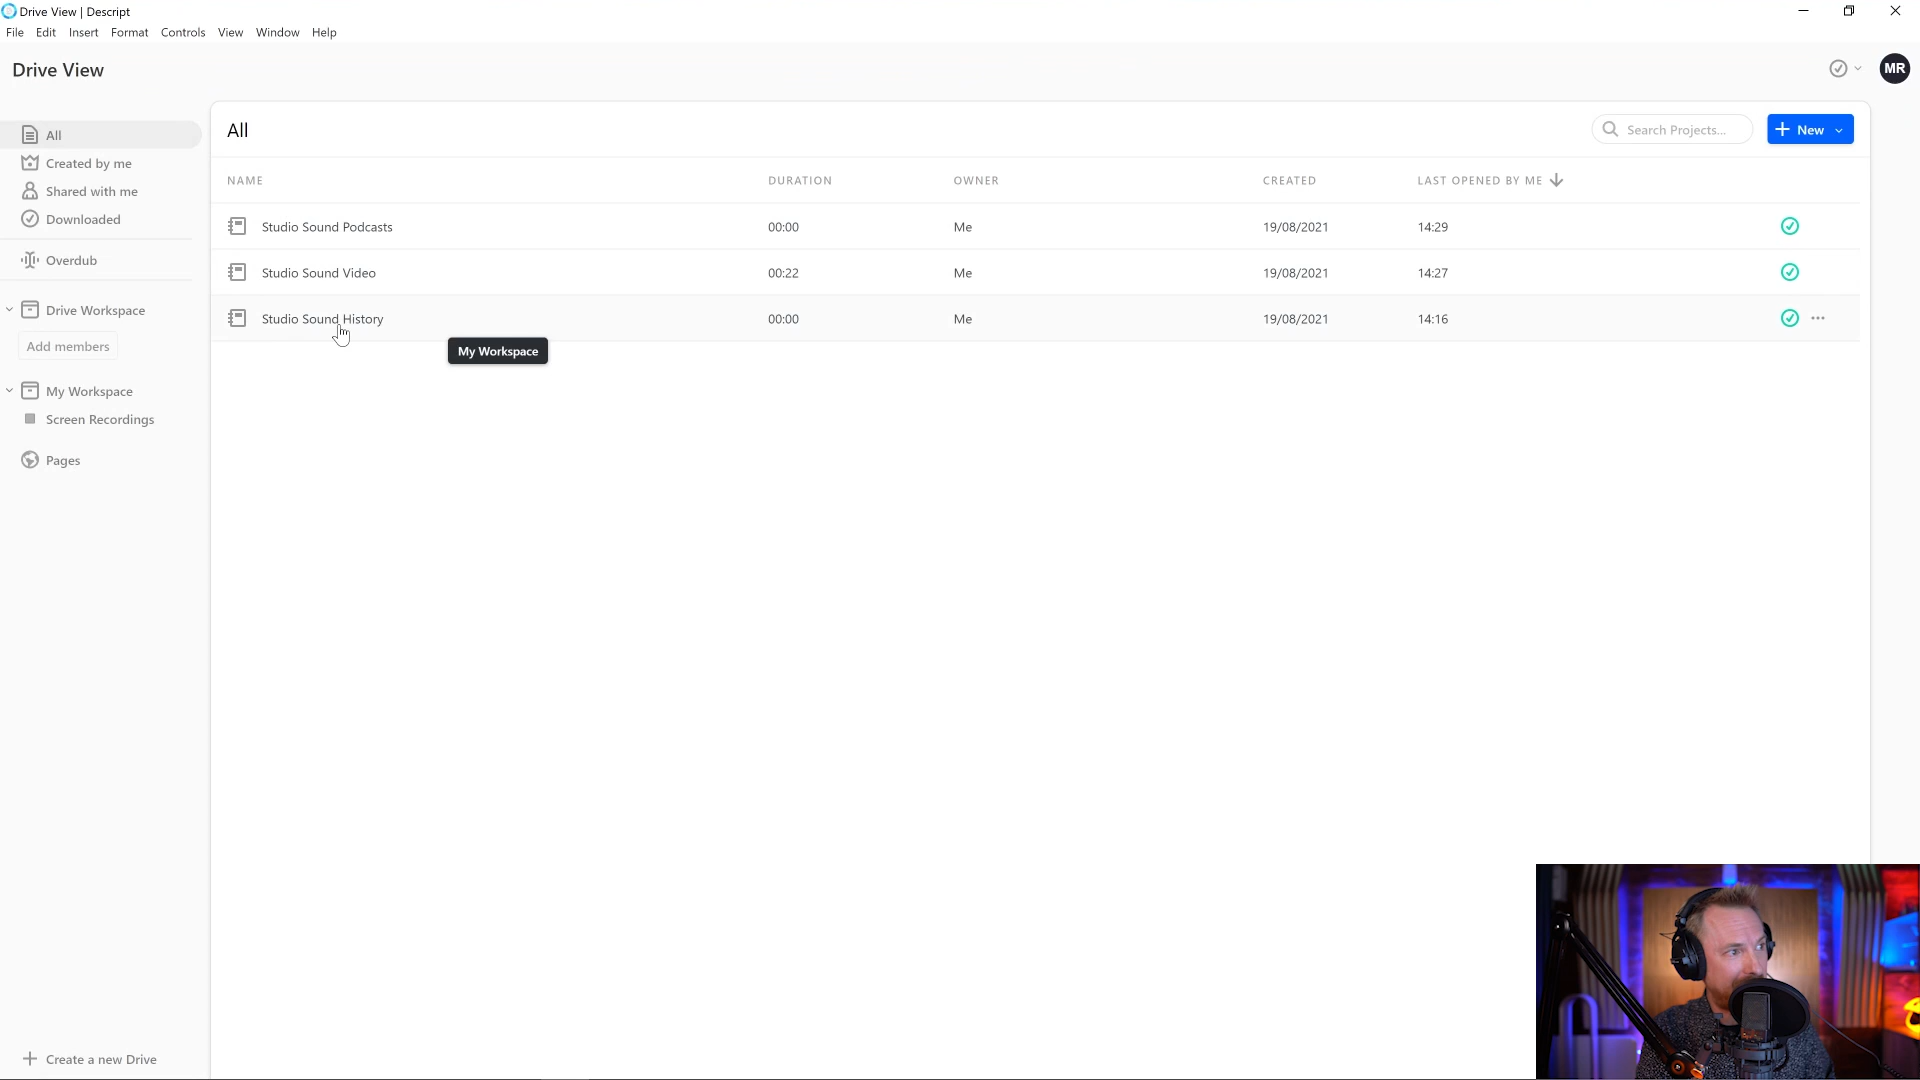 Drive View | Descript
File Edit Insert Format Controls View Window Help
Drive View
MR
All
Created by me
Shared with me
Downloaded
Overdub
Drive Workspace
Add members
My Workspace
Screen Recordings
Pages
Create a new Drive
All
Search Projects...
New
NAME DURATION OWNER CREATED LAST OPENED BY ME
Studio Sound Podcasts 00:00 Me 19/08/2021 14:29
Studio Sound Video 00:22 Me 19/08/2021 14:27
Studio Sound History 00:00 Me 19/08/2021 14:16
My Workspace